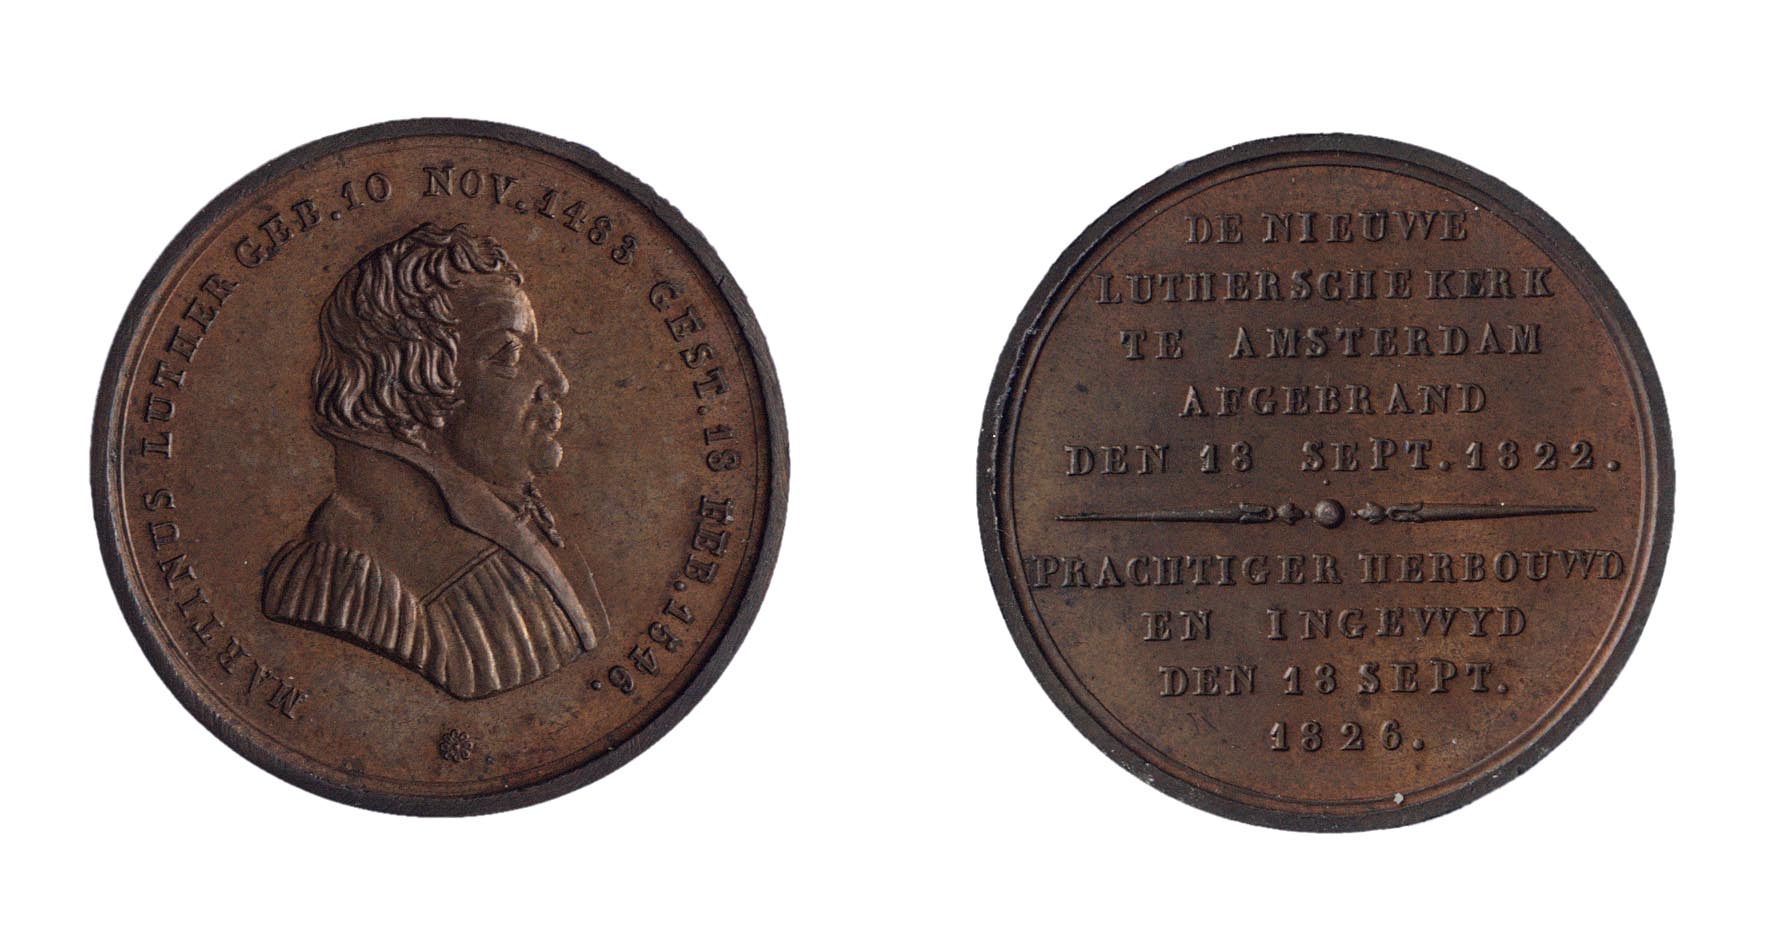 MARTINUS LUTHER GEB. 10 NOV. 1483 GEST. 18 FEB. 1546.
DE NIEUWE
LUTHERSCHE KERK
TE AMSTERDAM
AFGEBRAND
DEN 18 SEPT. 1822.
PRACHTIGER HERBOUWD
EN INGEWYD
DEN 18 SEPT.
1826.